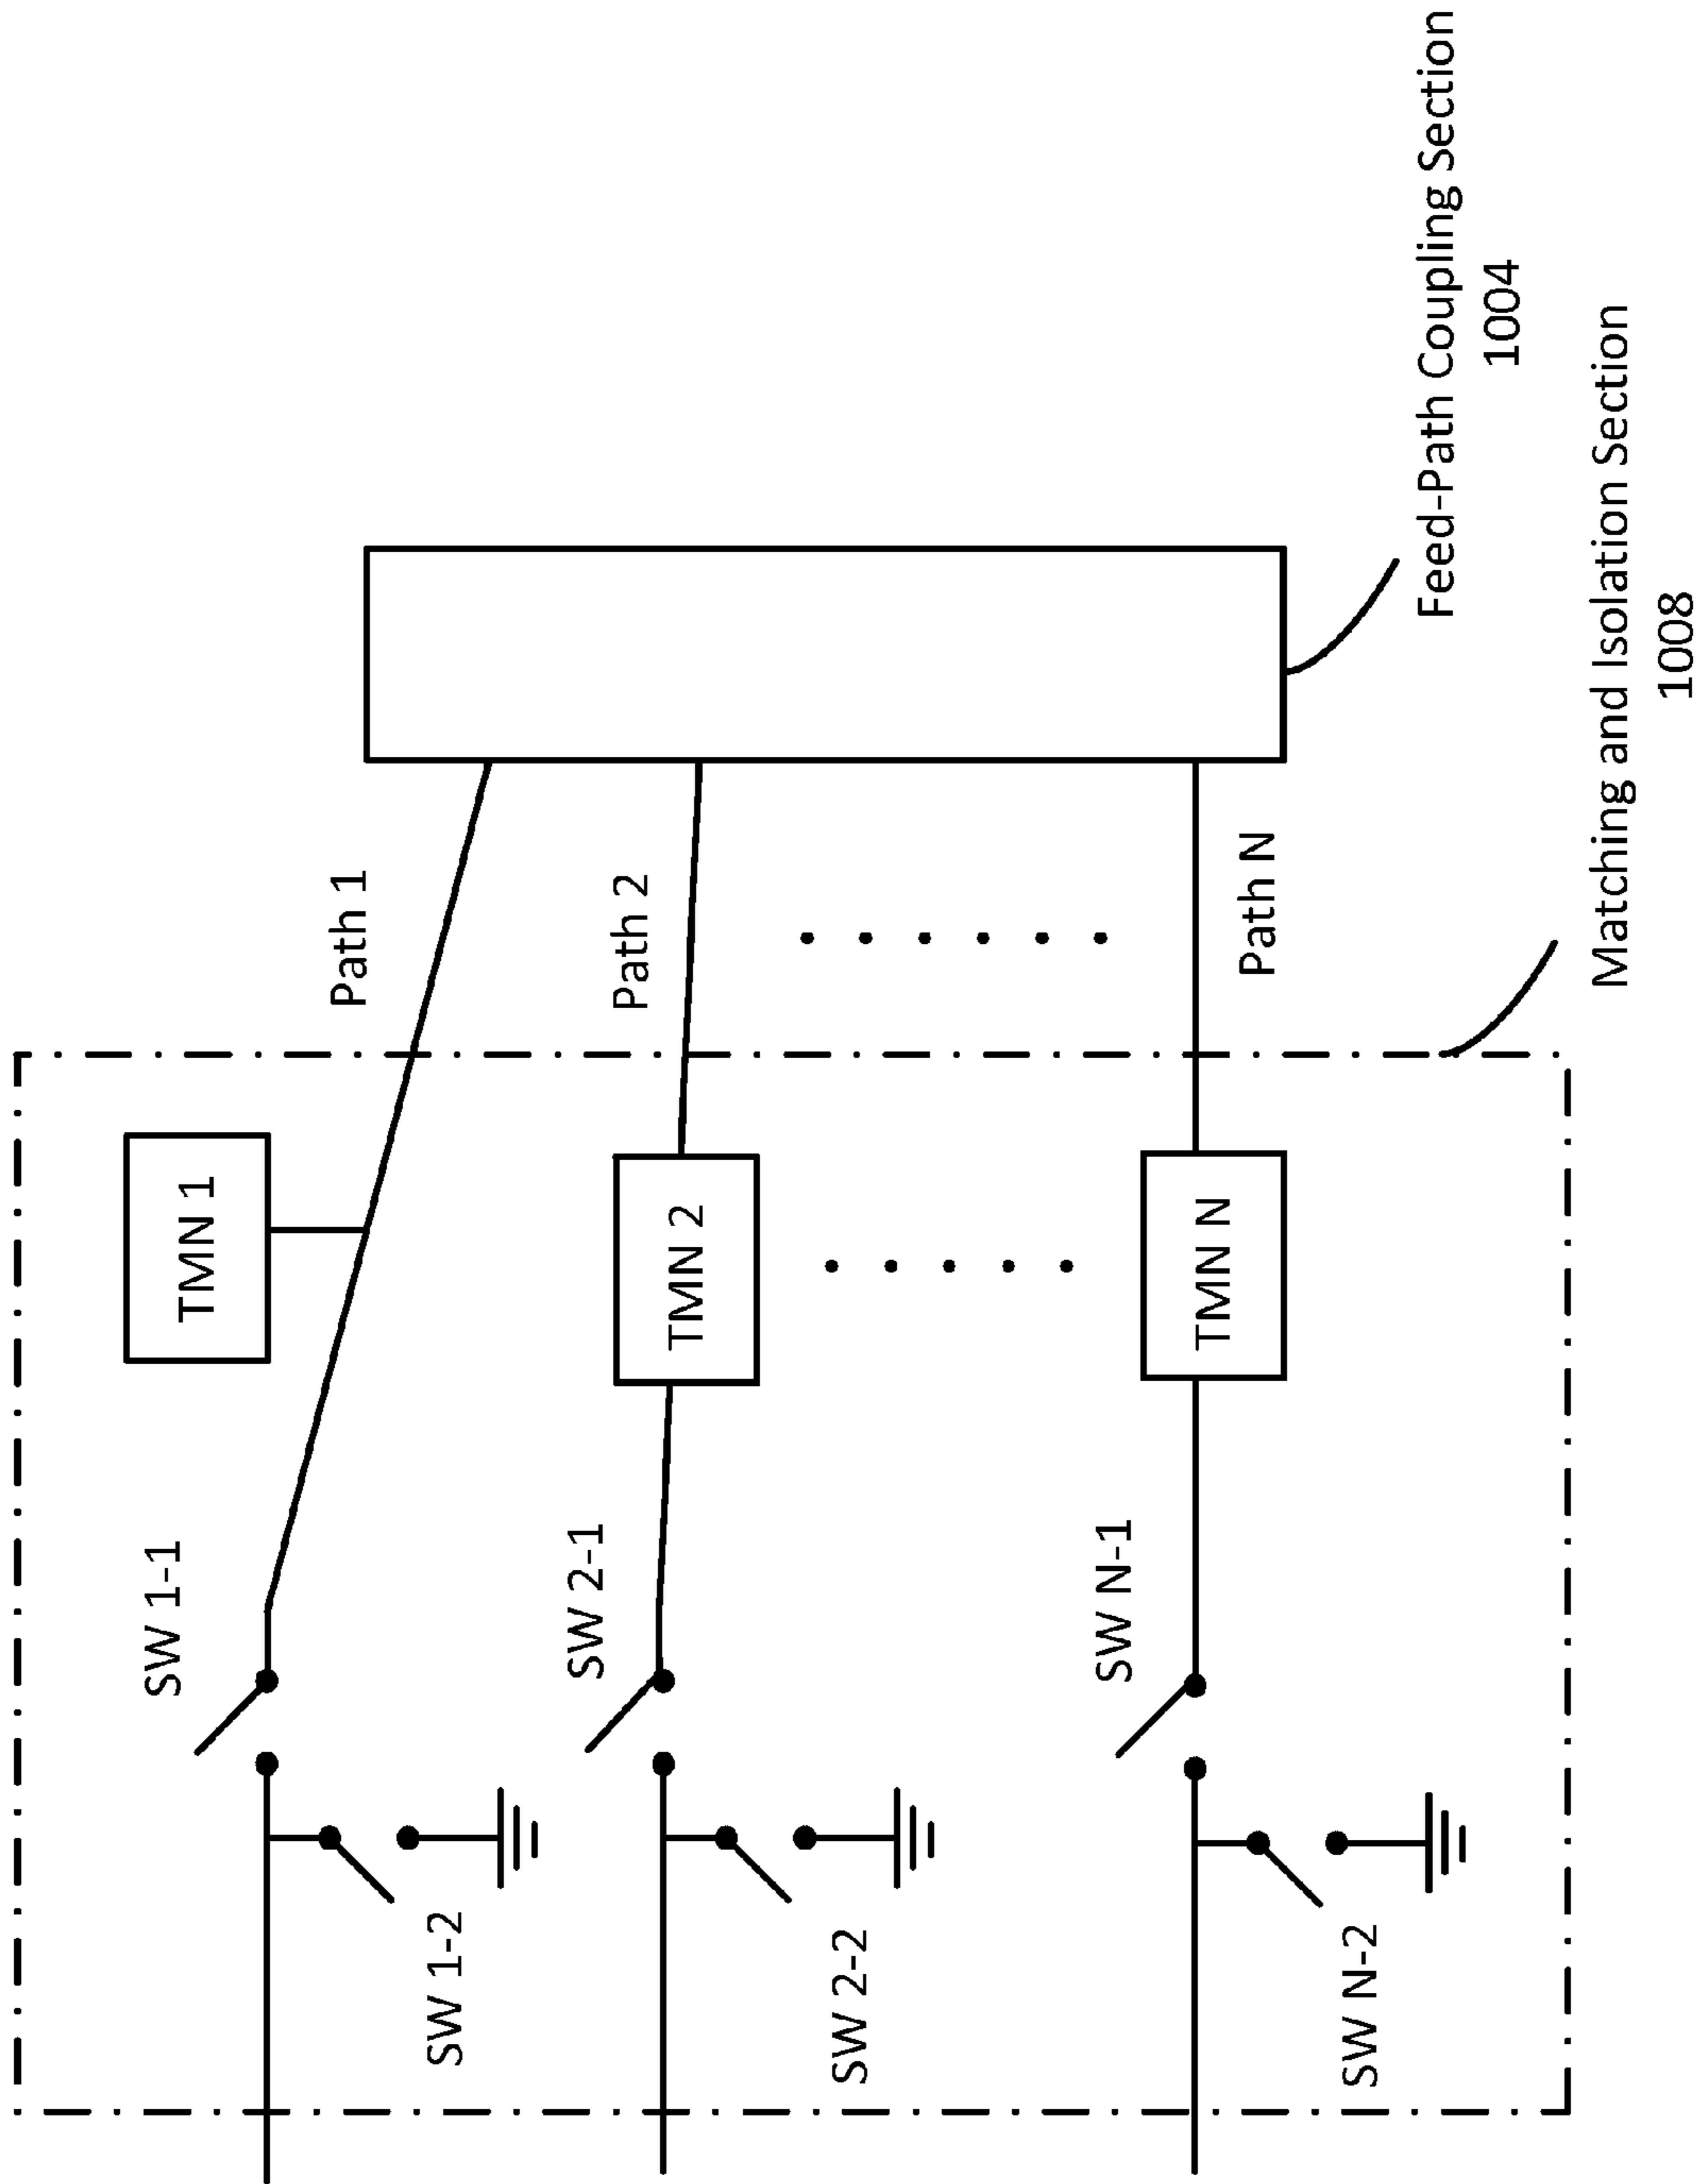 SW 1-1
TMN 1
Path 1
SW 1-2
SW 2-1
TMN 2
Path 2
SW 2-2
SW N-1
TMN N
Path N
SW N-2
Feed-Path Coupling Section
1004
Matching and Isolation Section
1008